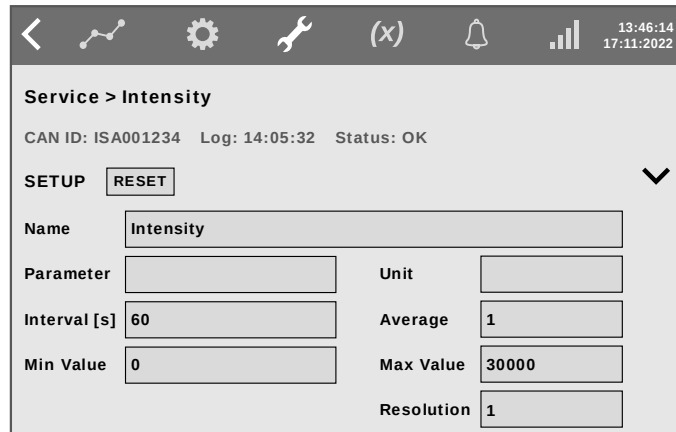 (x)
13:46:14
17:11:2022
Service > Intensity
CAN ID: ISA001234 Log: 14:05:32 Status: OK
SETUP RESET
Name Intensity
Parameter Unit
Interval [s] 60 Average 1
Min Value 0 Max Value 30000
Resolution 1